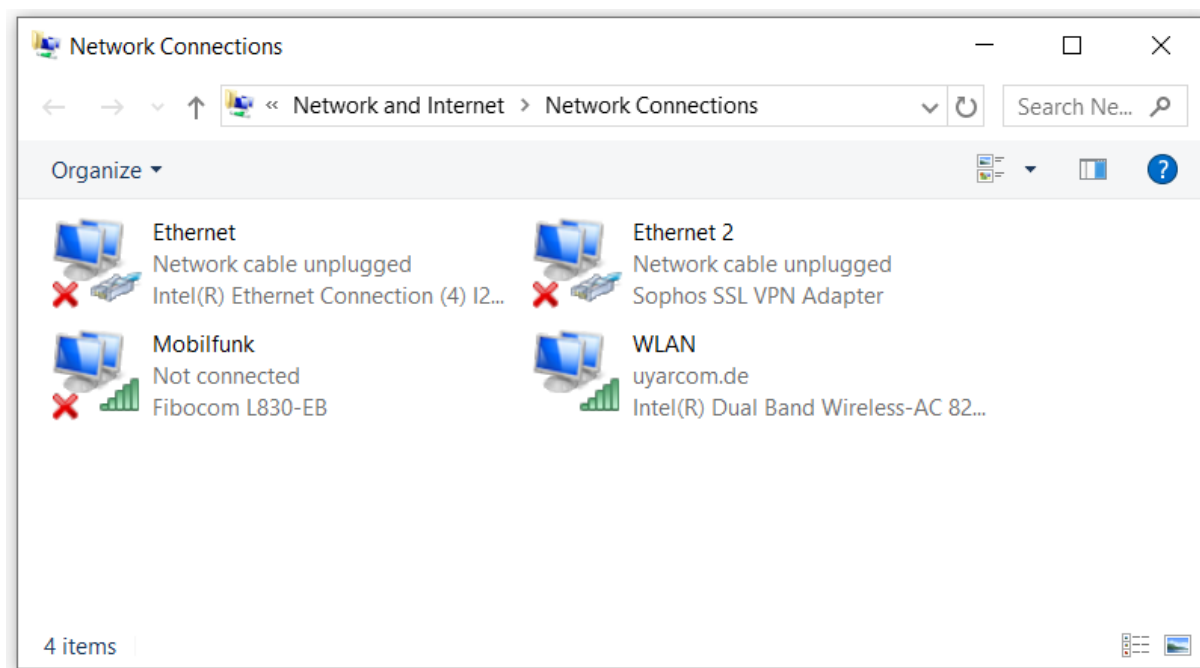 Network Connections
« Network and Internet > Network Connections
Search Ne...
Organize
?
Ethernet
Network cable unplugged
Intel(R) Ethernet Connection (4) I2...
Ethernet 2
Network cable unplugged
Sophos SSL VPN Adapter
Mobilfunk
Not connected
Fibocom L830-EB
WLAN
uyarcom.de
Intel(R) Dual Band Wireless-AC 82...
4 items